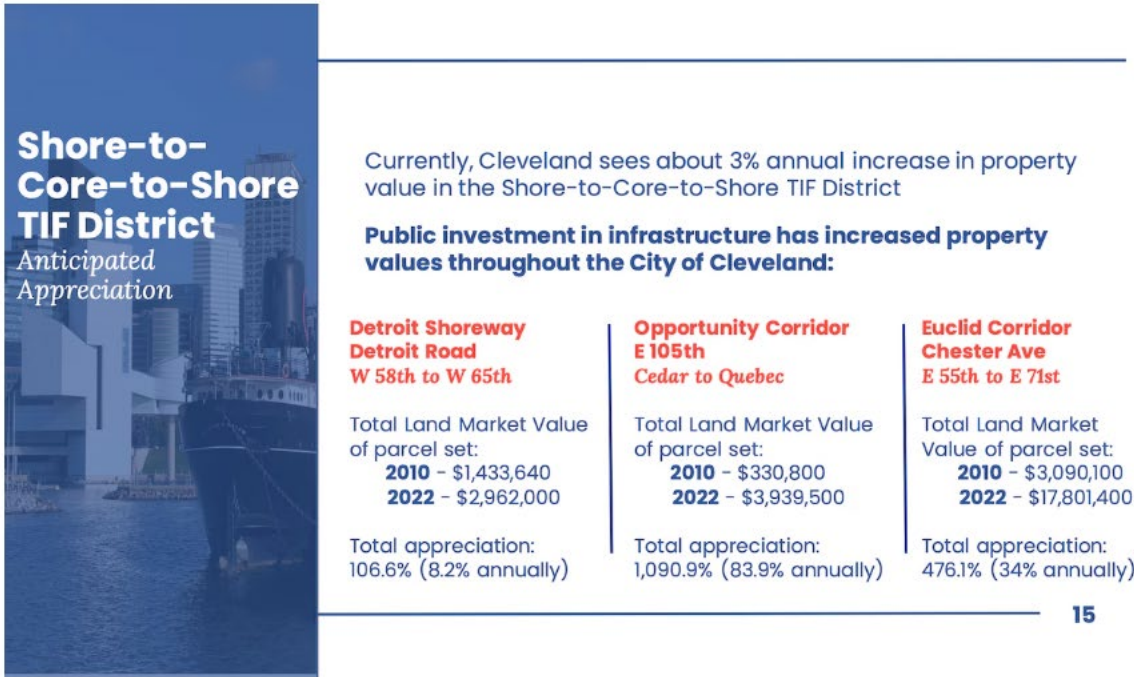 Shore-to-
Core-to-Shore
TIF District
Anticipated
Appreciation
Currently, Cleveland sees about 3% annual increase in property
value in the Shore-to-Core-to-Shore TIF District
Public investment in infrastructure has increased property
values throughout the City of Cleveland:
Detroit Shoreway
Detroit Road
W 58th to W 65th
Total Land Market Value
of parcel set:
2010 - $1,433,640
2022 - $2,962,000
Total appreciation:
106.6% (8.2% annually)
Opportunity Corridor
E 105th
Cedar to Quebec
Total Land Market Value
of parcel set:
2010 - $330,800
2022 - $3,939,500
Total appreciation:
1,090.9% (83.9% annually)
Euclid Corridor
Chester Ave
E 55th to E 71st
Total Land Market
Value of parcel set:
2010 - $3,090,100
2022 - $17,801,400
Total appreciation:
476.1% (34% annually)
15